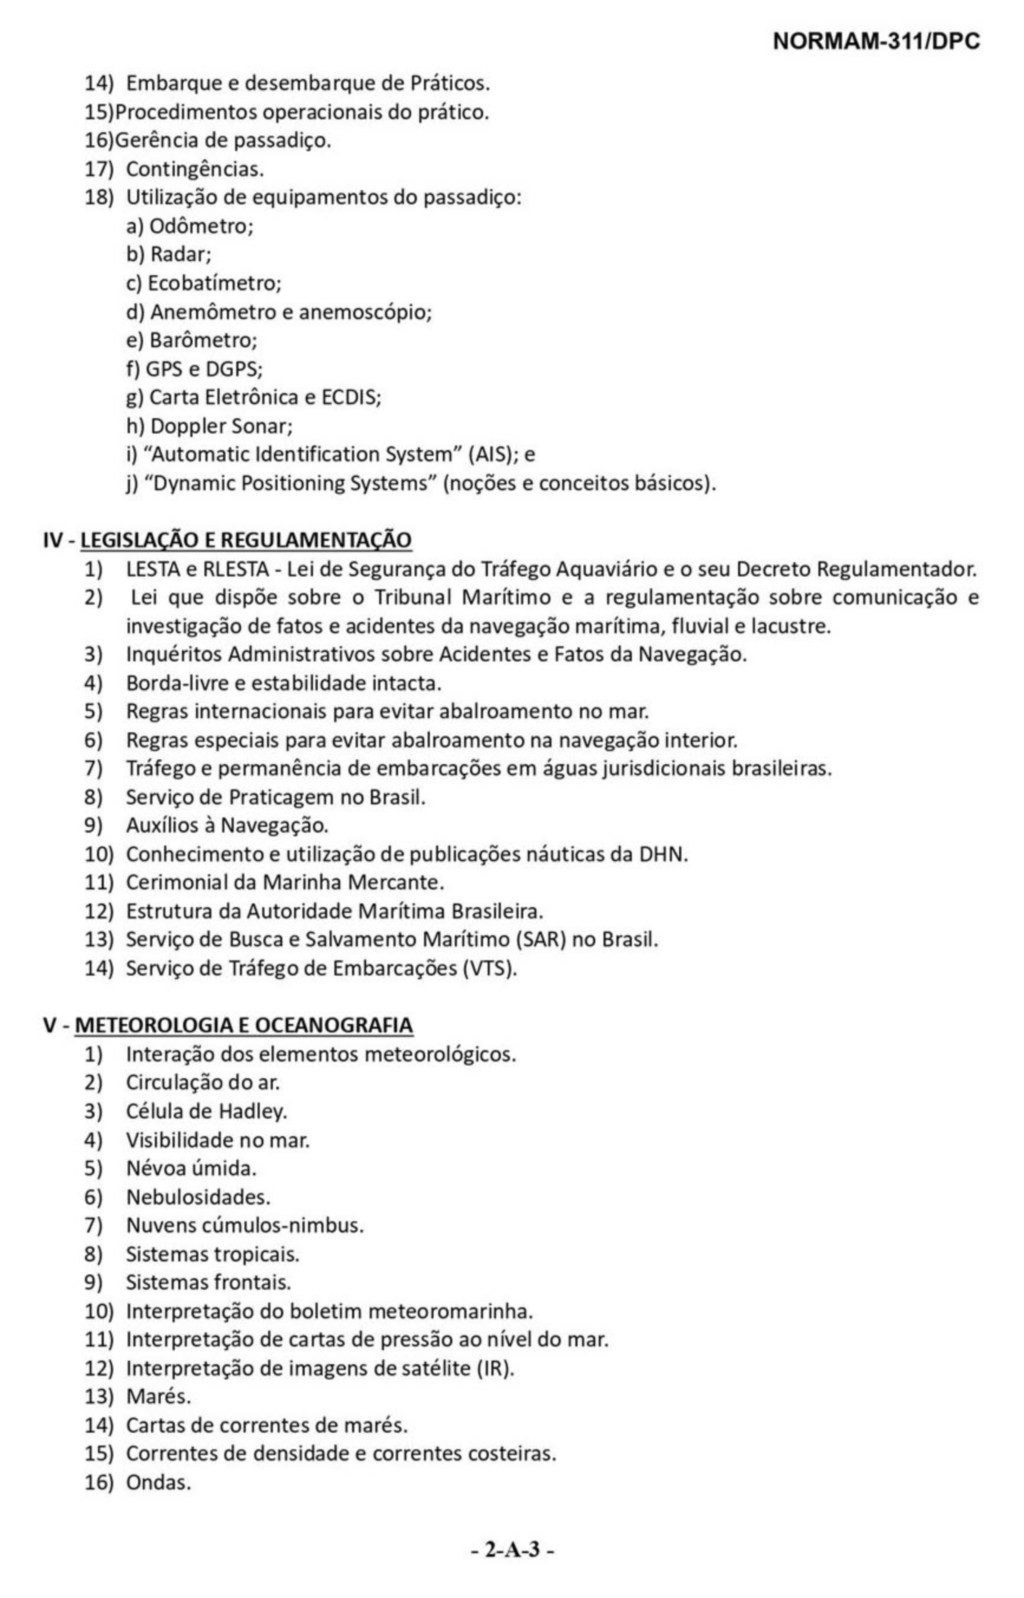 NORMAM-311/DPC
14) Embarque e desembarque de Práticos.
15)Procedimentos operacionais do prático.
16)Gerência de passadiço.
17) Contingências.
18) Utilização de equipamentos do passadiço:
a) Odômetro;
b) Radar;
c) Ecobatímetro;
d) Anemômetro e anemoscópio;
e) Barômetro;
f) GPS e DGPS;
g) Carta Eletrônica e ECDIS;
h) Doppler Sonar;
i) “Automatic Identification System” (AIS); e
j) “Dynamic Positioning Systems” (noções e conceitos básicos).
IV - LEGISLAÇÃO E REGULAMENTAÇÃO
1) LESTA e RLESTA - Lei de Segurança do Tráfego Aquaviário e o seu Decreto Regulamentador.
2) Lei que dispõe sobre o Tribunal Marítimo e a regulamentação sobre comunicação e
investigação de fatos e acidentes da navegação marítima, fluvial e lacustre.
3) Inquéritos Administrativos sobre Acidentes e Fatos da Navegação.
4) Borda-livre e estabilidade intacta.
5) Regras internacionais para evitar abalroamento no mar.
6) Regras especiais para evitar abalroamento na navegação interior.
7) Tráfego e permanência de embarcações em águas jurisdicionais brasileiras.
8) Serviço de Praticagem no Brasil.
9) Auxílios à Navegação.
10) Conhecimento e utilização de publicações náuticas da DHN.
11) Cerimonial da Marinha Mercante.
12) Estrutura da Autoridade Marítima Brasileira.
13) Serviço de Busca e Salvamento Marítimo (SAR) no Brasil.
14) Serviço de Tráfego de Embarcações (VTS).
V - METEOROLOGIA E OCEANOGRAFIA
1) Interação dos elementos meteorológicos.
2) Circulação do ar.
3) Célula de Hadley.
4) Visibilidade no mar.
5) Névoa úmida.
6) Nebulosidades.
7) Nuvens cúmulos-nimbus.
8) Sistemas tropicais.
9) Sistemas frontais.
10) Interpretação do boletim meteoromarinha.
11) Interpretação de cartas de pressão ao nível do mar.
12) Interpretação de imagens de satélite (IR).
13) Marés.
14) Cartas de correntes de marés.
15) Correntes de densidade e correntes costeiras.
16) Ondas.
- 2-A-3 -